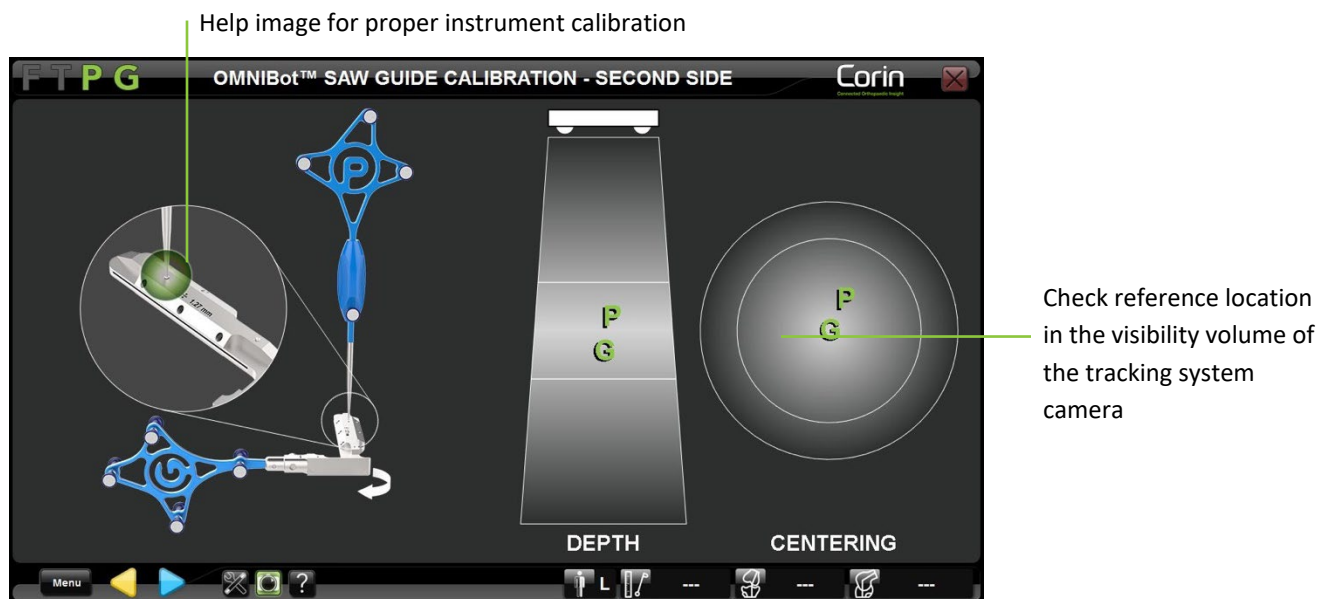 Help image for proper instrument calibration
F T P G
OMNIBot™ SAW GUIDE CALIBRATION - SECOND SIDE
Corin
Connected Orthopaedic Insight
P
1.27 mm
G
P
G
P
G
DEPTH
CENTERING
Check reference location
in the visibility volume of
the tracking system
camera
Menu
?
L
---
---
---